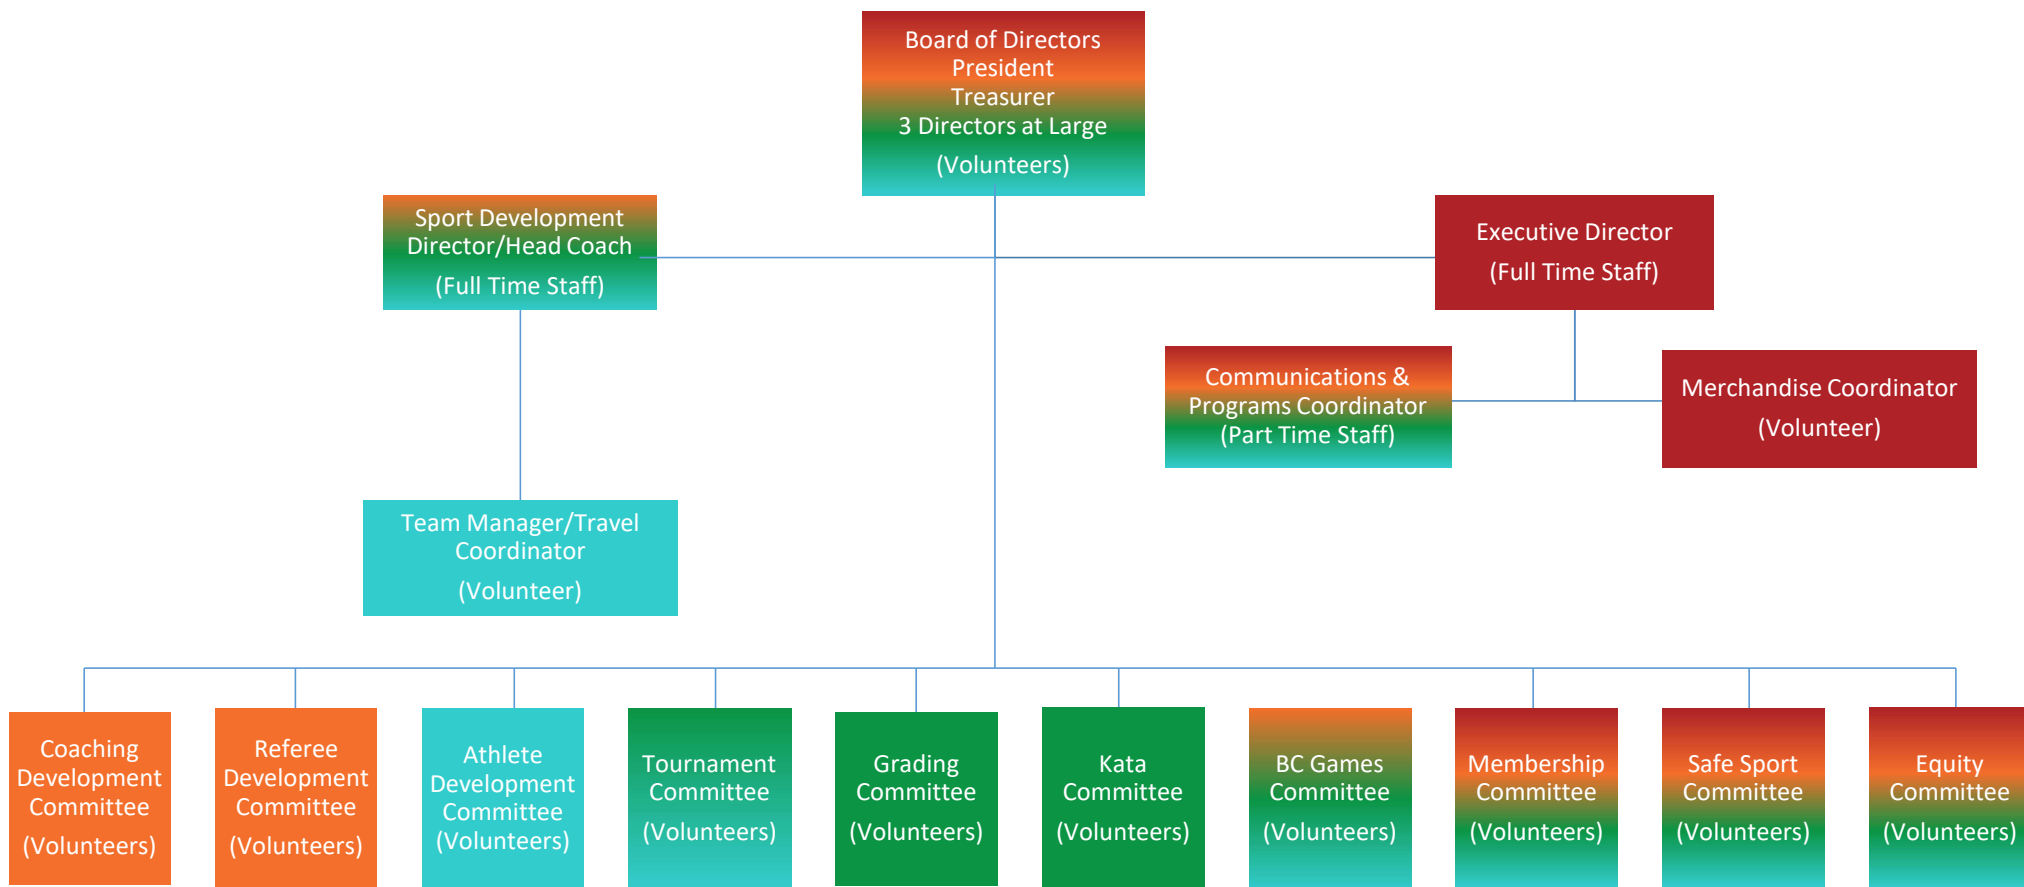 Board of Directors
President
Treasurer
3 Directors at Large
(Volunteers)
Sport Development
Director/Head Coach
(Full Time Staff)
Executive Director
(Full Time Staff)
Communications &
Programs Coordinator
(Part Time Staff)
Merchandise Coordinator
(Volunteer)
Team Manager/Travel
Coordinator
(Volunteer)
Coaching
Development
Committee
(Volunteers)
Referee
Development
Committee
(Volunteers)
Athlete
Development
Committee
(Volunteers)
Tournament
Committee
(Volunteers)
Grading
Committee
(Volunteers)
Kata
Committee
(Volunteers)
BC Games
Committee
(Volunteers)
Membership
Committee
(Volunteers)
Safe Sport
Committee
(Volunteers)
Equity
Committee
(Volunteers)